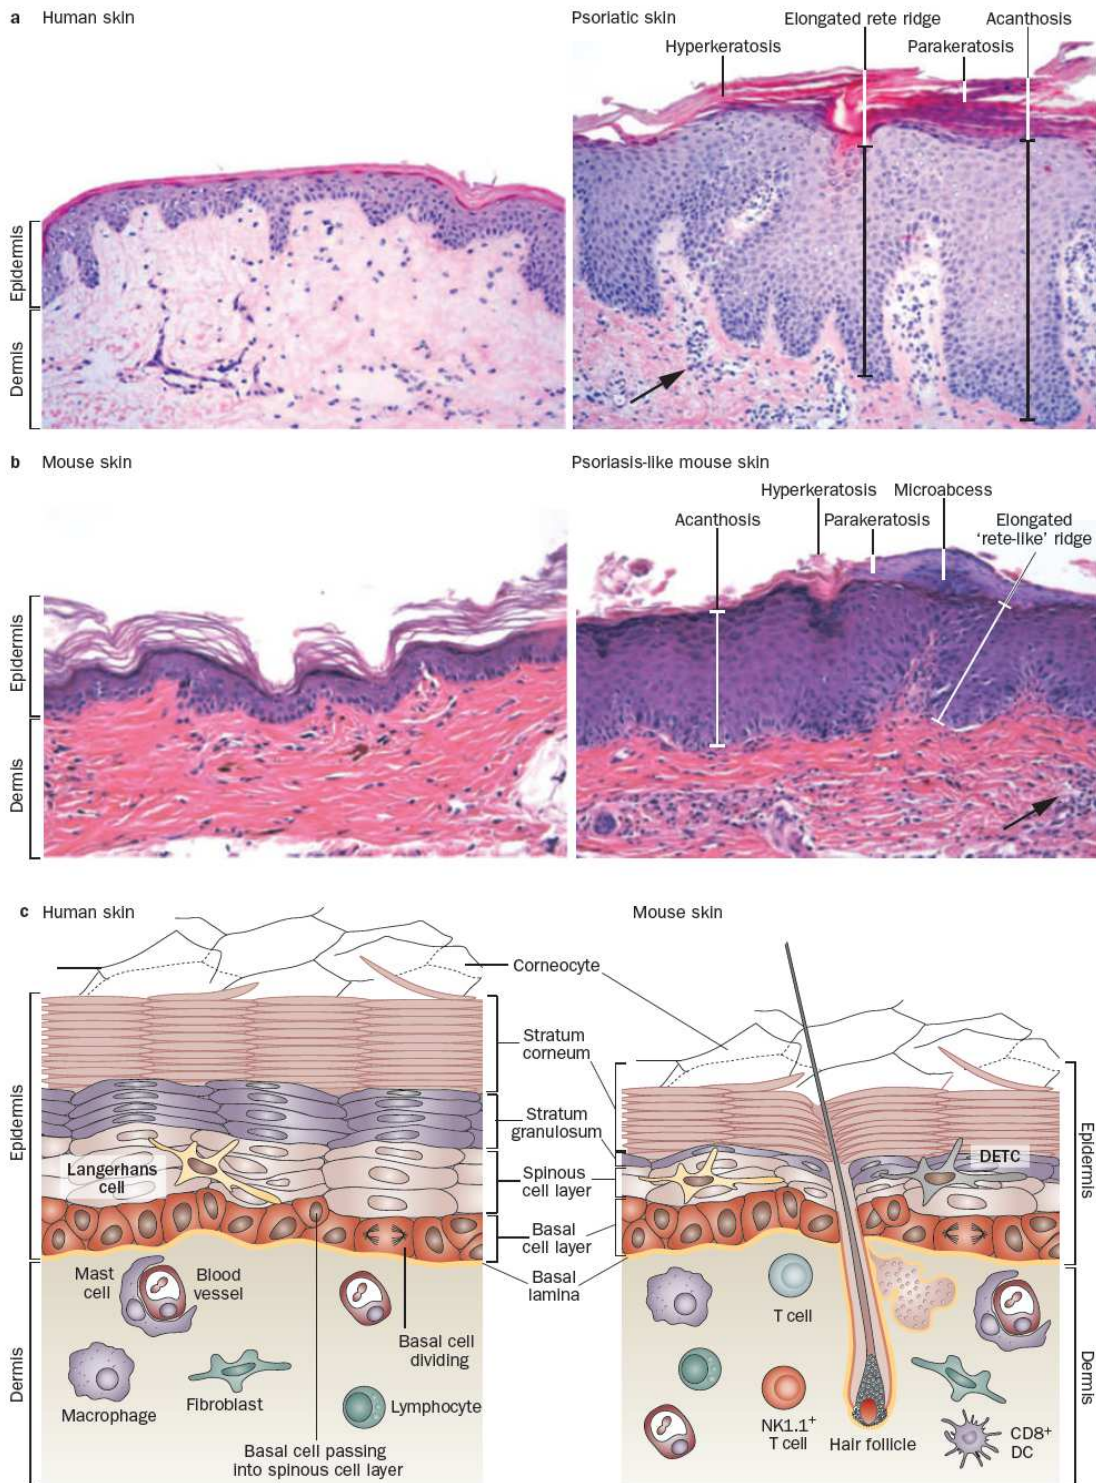 a Human skin
Psoriatic skin
Elongated rete ridge
Acanthosis
Hyperkeratosis
Parakeratosis
Epidermis
Dermis
b Mouse skin
Psoriasis-like mouse skin
Hyperkeratosis
Microabcess
Acanthosis
Parakeratosis
Elongated
‘rete-like’ ridge
Epidermis
Dermis
c Human skin
Mouse skin
Corneocyte
Stratum
corneum
Stratum
granulosum
Spinous
cell layer
Basal
cell layer
Basal
lamina
Epidermis
Langerhans
cell
DETC
Epidermis
Dermis
Mast
cell
Blood
vessel
Basal cell
dividing
Macrophage
Fibroblast
Lymphocyte
Basal cell passing
into spinous cell layer
T cell
NK1.1+
T cell
Hair follicle
CD8+
DC
Dermis